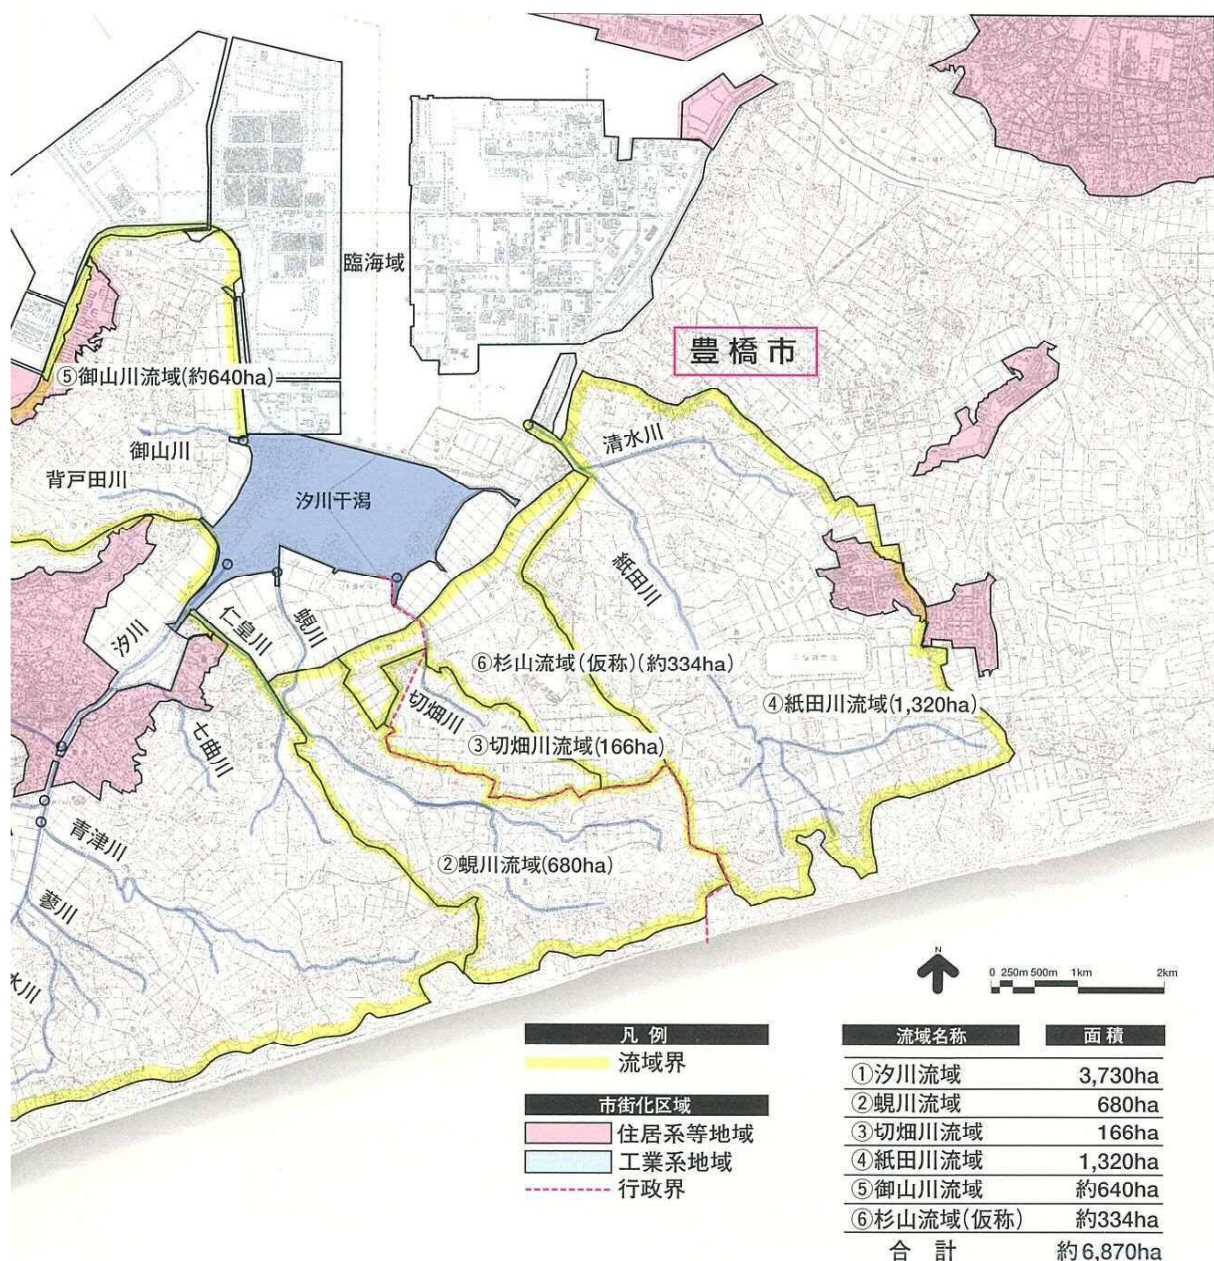 臨海域
豊橋市
⑤御山川流域(約640ha)
御山川
背戸田川
清水川
汐川干潟
紙田川
汐川
仁皇川
蜆川
⑥杉山流域(仮称)(約334ha)
切畑川
④紙田川流域(1,320ha)
③切畑川流域(166ha)
七曲川
青津川
②蜆川流域(680ha)
蓼川
水川
N
0 250m 500m 1km 2km
凡例
流域界
市街化区域
住居系等地域
工業系地域
行政界
流域名称 面積
①汐川流域 3,730ha
②蜆川流域 680ha
③切畑川流域 166ha
④紙田川流域 1,320ha
⑤御山川流域 約640ha
⑥杉山流域(仮称) 約334ha
合計 約6,870ha